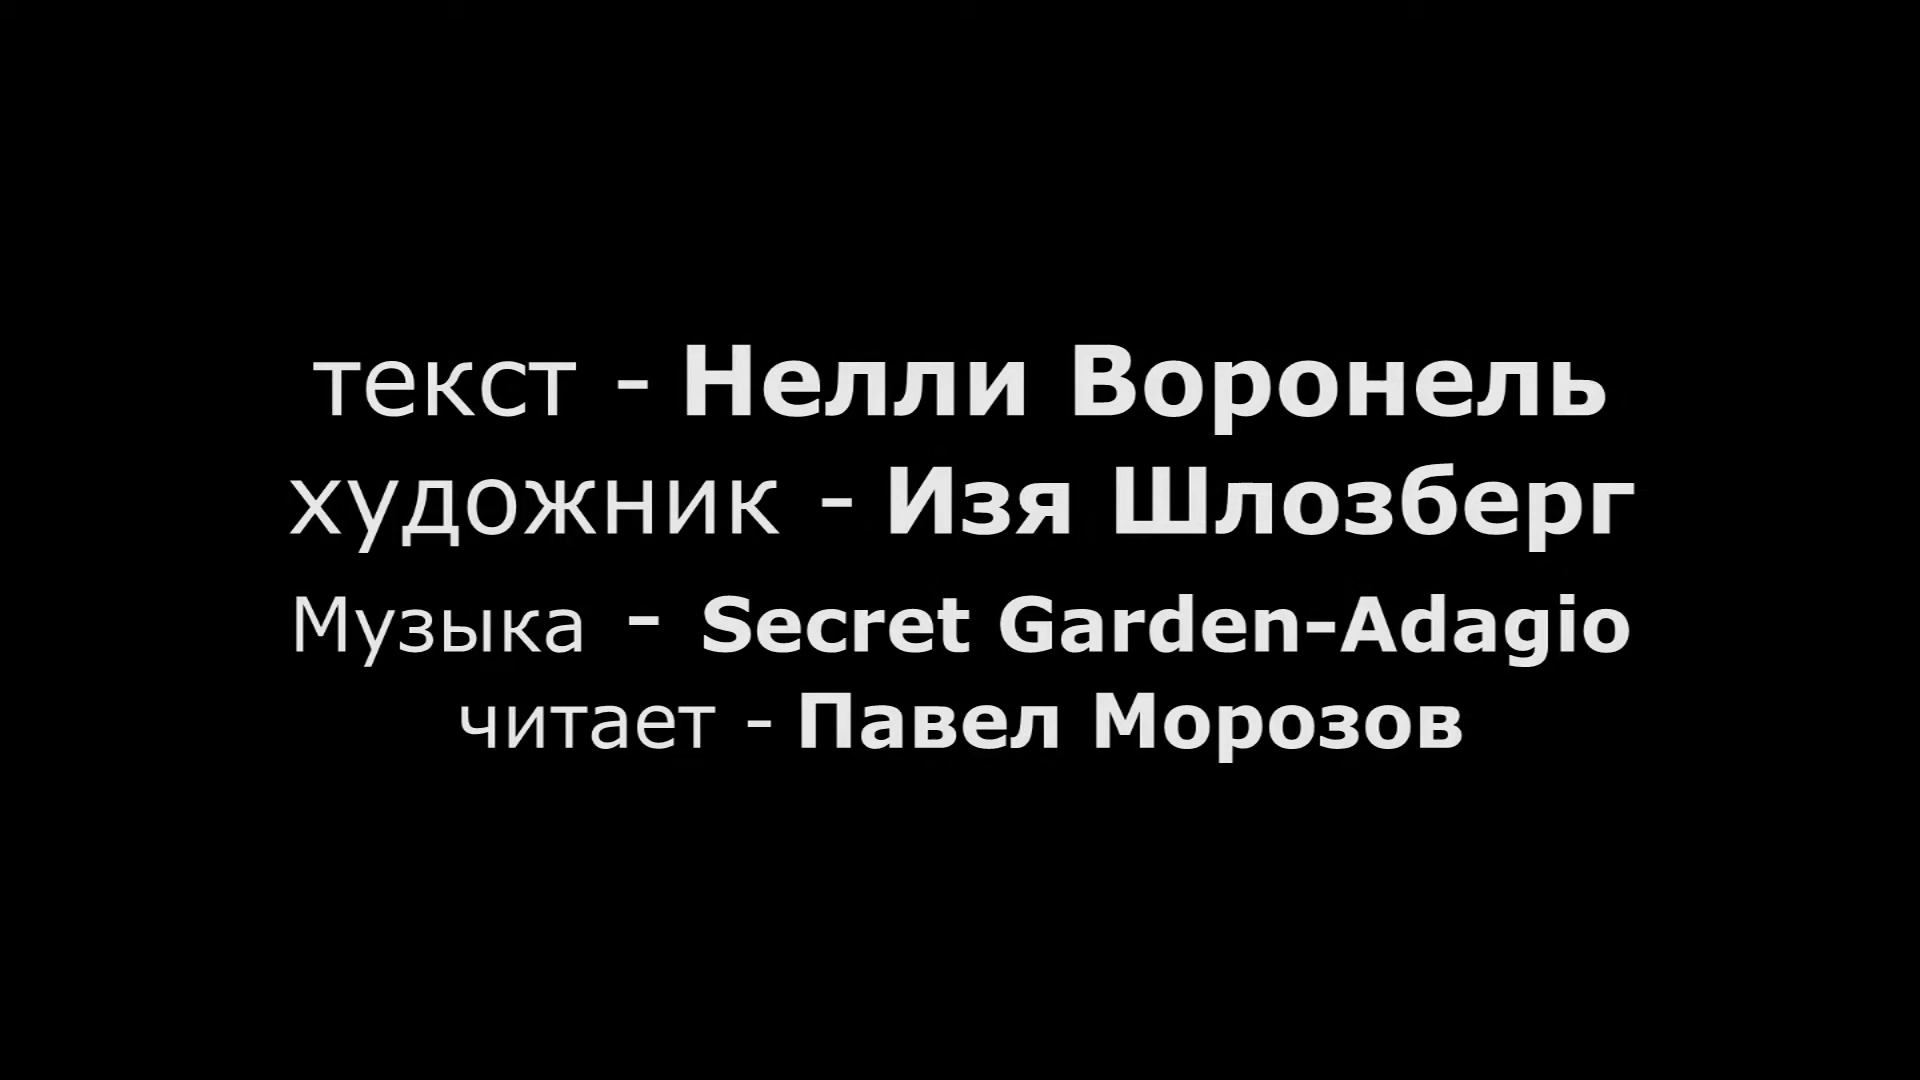 текст - Нелли Воронель
художник - Изя Шлозберг
Музыка - Secret Garden-Adagio
читает - Павел Морозов